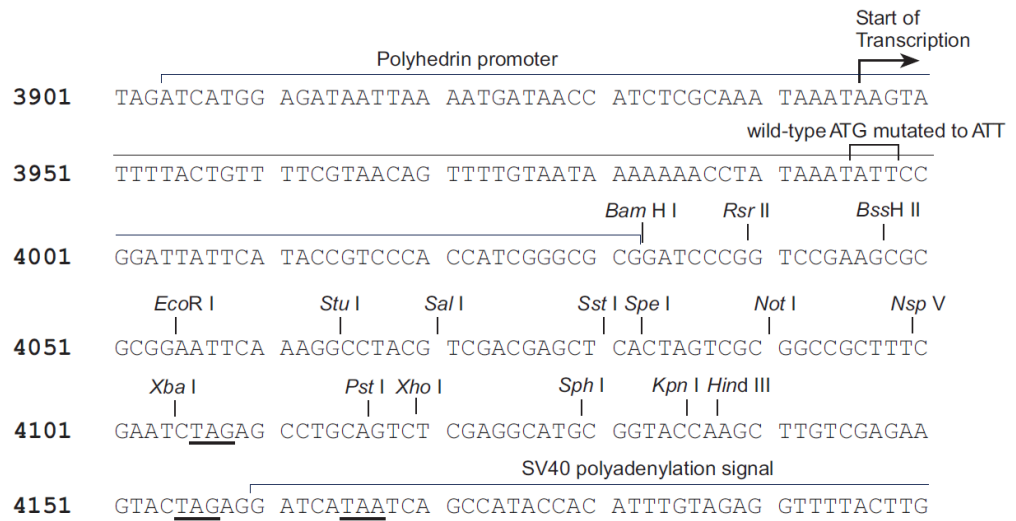 Start of
Transcription
Polyhedrin promoter
3901 TAGATCATGG AGATAATTAA AATGATAACC ATCTCGCAAA TAAATAAGTA
wild-type ATG mutated to ATT
3951 TTTTACTGTT TTCGTAACAG TTTTGTAATA AAAAAACCTA TAAATATTCC
Bam H I Rsr II BssH II
4001 GGATTATTCA TACCGTCCCA CCATCGGGCG CGGATCCCGG TCCGAAGCGC
EcoR I Stu I Sal I Sst I Spe I Not I Nsp V
4051 GCGGAATTCA AAGGCCTACG TCGACGAGCT CACTAGTCGC GGCCGCTTTC
Xba I Pst I Xho I Sph I Kpn I Hind III
4101 GAATCTAGAG CCTGCAGTCT CGAGGCATGC GGTACCAAGC TTGTCGAGAA
SV40 polyadenylation signal
4151 GTACTAGAGG ATCATAATCA GCCATACCAC ATTTGTAGAG GTTTTACTTG